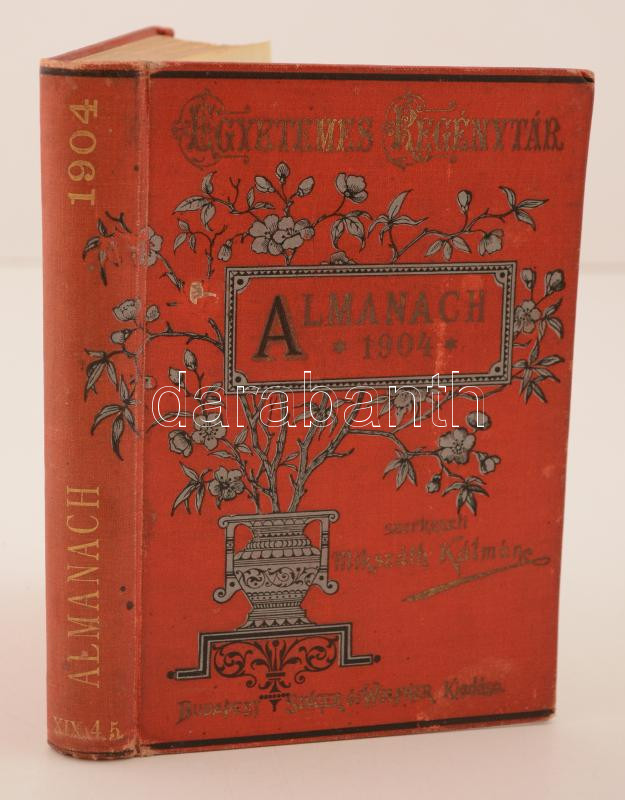 1904
ALMANACH
XIX. 4. 5.
EGYETEMES REGÉNYTÁR
ALMANACH
* 1904 *
darabanth
szerkeszti
Mikszáth Kálmán
BUDAPEST SINGER és WOLFNER Kiadása